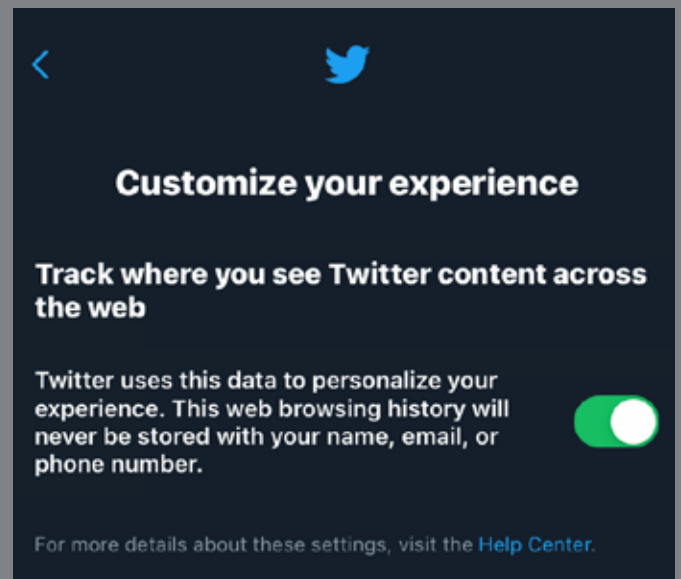 Customize your experience
Track where you see Twitter content across
the web
Twitter uses this data to personalize your
experience. This web browsing history will
never be stored with your name, email, or
phone number.
For more details about these settings, visit the Help Center.